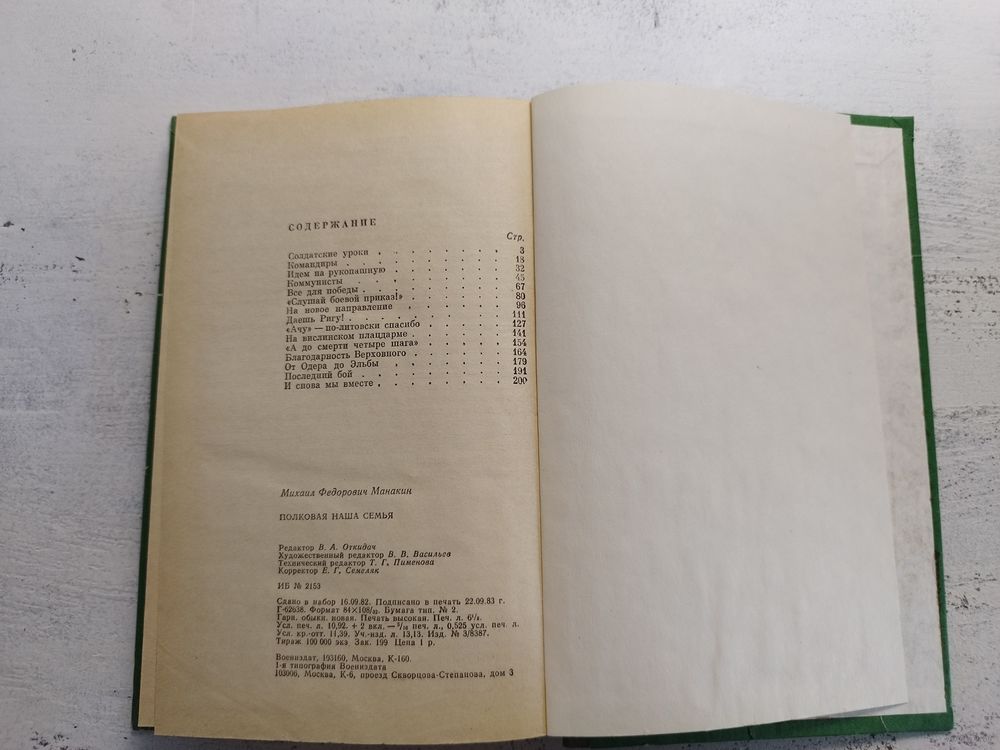 СОДЕРЖАНИЕ
Стр.
Солдатские уроки . . . . . . . 3
Командиры . . . . . . . . 18
Идем на рукопашную . . . . . . 32
Коммунисты . . . . . . . . 45
Все для победы . . . . . . . 67
«Слушай боевой приказ!» . . . . . 80
На новое направление . . . . . . 96
Даешь Ригу! . . . . . . . . 111
«Ачу» — по-литовски спасибо . . . . . 127
На вислинском плацдарме . . . . . 141
«А до смерти четыре шага» . . . . . 154
Благодарность Верховного . . . . . 164
От Одера до Эльбы . . . . . . 179
Последний бой . . . . . . . 191
И снова мы вместе . . . . . . . 200
Михаил Федорович Манакин
ПОЛКОВАЯ НАША СЕМЬЯ
Редактор В. А. Откидач
Художественный редактор В. В. Васильев
Технический редактор Т. Г. Пименова
Корректор Е. Г. Семеляк
ИБ № 2153
Сдано в набор 16.09.82. Подписано в печать 22.09.83 г.
Г-62638. Формат 84×108/32. Бумага тип. № 2.
Гарн. обыкн. новая. Печать высокая. Печ. л.
Усл. печ. л. 10,92. + 2 вкл. — печ. л., 0,525 усл. печ. л.
Усл. кр.-отт. 11,39. Уч.-изд. л. 13,13. Изд. № 3/8387.
Тираж 100 000 экз. Зак. 199 Цена 1 р.
Воениздат, 103160, Москва, К-160.
1-я типография Воениздата
103006, Москва, К-6, проезд Скворцова-Степанова, дом 3